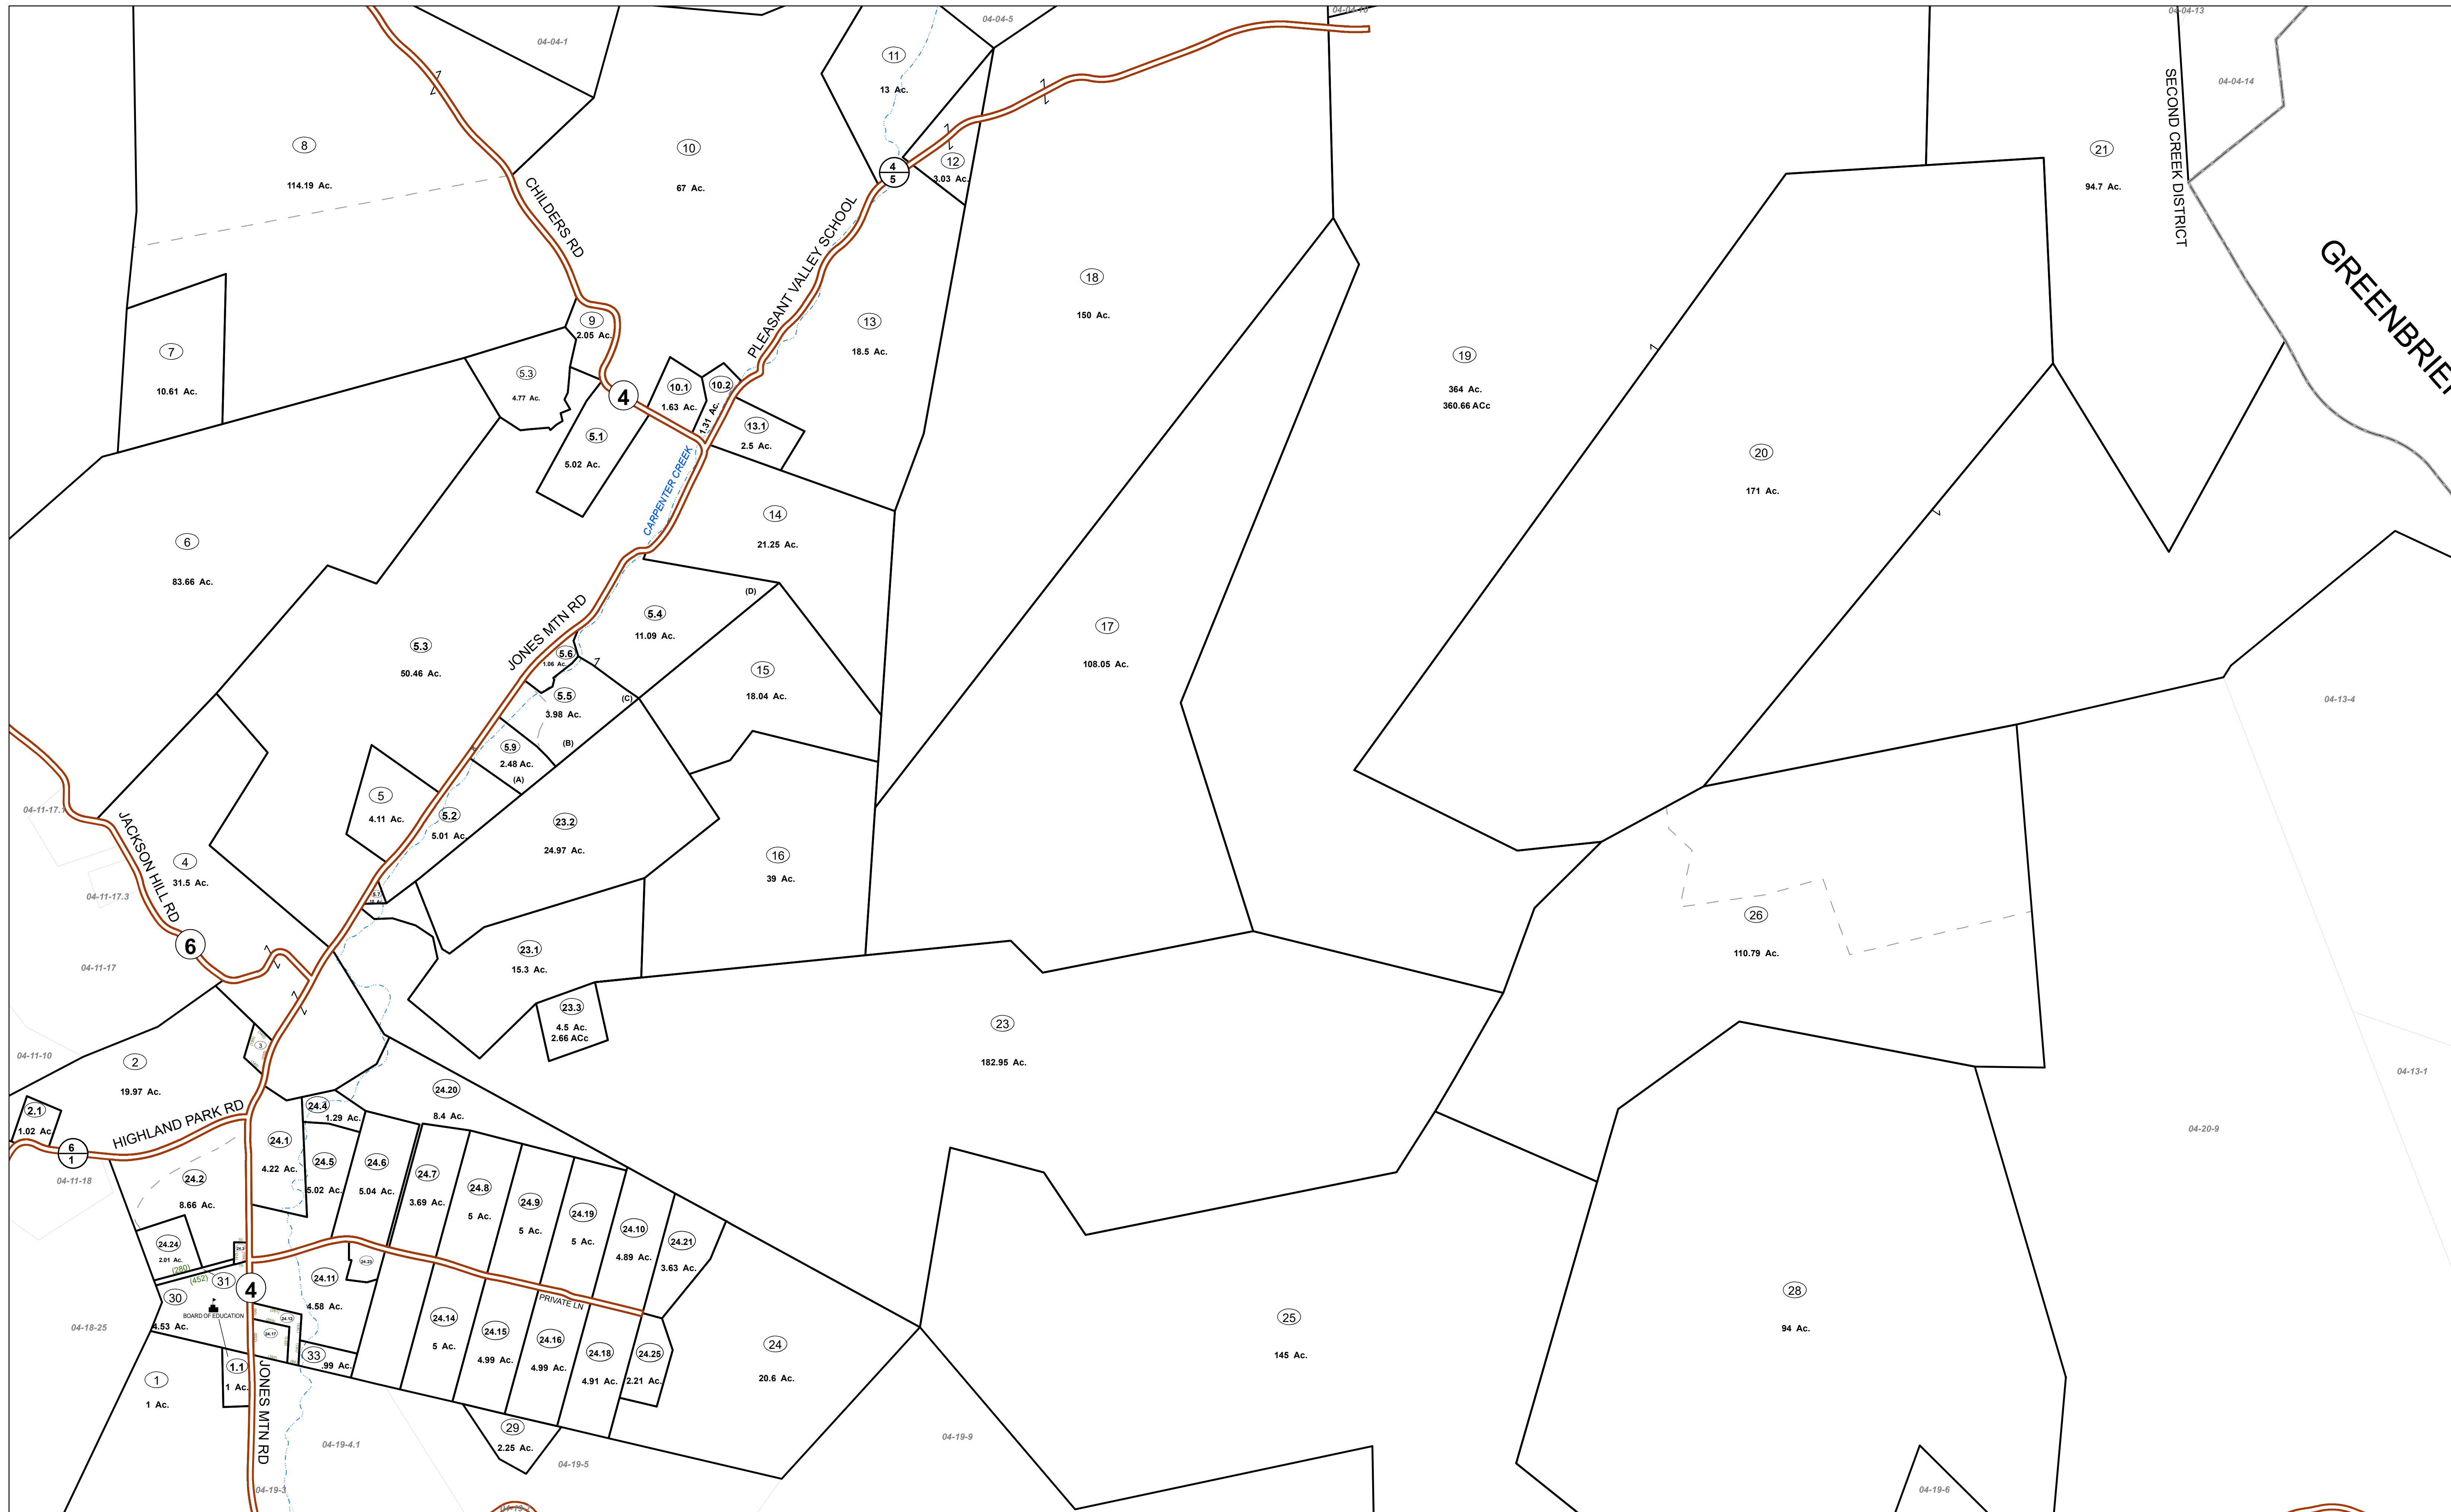 04-04-1
04-04-5
04-04-10
04-04-13
04-04-14
SECOND CREEK DISTRICT
GREENBRIER
8
114.19 Ac.
10
67 Ac.
11
13 Ac.
12
3.03 Ac.
4
5
21
94.7 Ac.
CHILDERS RD
PLEASANT VALLEY SCHOOL
7
10.61 Ac.
9
2.05 Ac.
5.3
4.77 Ac.
4
10.1
1.63 Ac.
10.2
1.31 Ac.
13
18.5 Ac.
13.1
2.5 Ac.
18
150 Ac.
19
364 Ac.
360.66 ACc
20
171 Ac.
5.1
5.02 Ac.
CARPENTER CREEK
14
21.25 Ac.
6
83.66 Ac.
5.3
50.46 Ac.
JONES MTN RD
5.4
11.09 Ac.
(D)
5.6
1.06 Ac.
5.5
3.98 Ac.
(C)
15
18.04 Ac.
17
108.05 Ac.
04-13-4
5.9
2.48 Ac.
(B)
(A)
5
4.11 Ac.
5.2
5.01 Ac.
23.2
24.97 Ac.
16
39 Ac.
JACKSON HILL RD
4
31.5 Ac.
04-11-17.3
6
04-11-17
5.7
23.1
15.3 Ac.
26
110.79 Ac.
23.3
4.5 Ac.
2.66 ACc
23
182.95 Ac.
04-11-10
2
19.97 Ac.
3
04-13-1
2.1
1.02 Ac.
HIGHLAND PARK RD
6
1
04-11-18
24.20
8.4 Ac.
24.4
1.29 Ac.
24.1
4.22 Ac.
24.5
5.02 Ac.
24.6
5.04 Ac.
24.7
3.69 Ac.
24.8
5 Ac.
24.9
5 Ac.
24.19
5 Ac.
24.10
4.89 Ac.
24.21
3.63 Ac.
04-20-9
24.2
8.66 Ac.
24.24
2.01 Ac.
(280)
(452)
31
30
4.53 Ac.
BOARD OF EDUCATION
4
24.11
4.58 Ac.
24.23
24.12
24.17
33
.99 Ac.
PRIVATE LN
24.14
5 Ac.
24.15
4.99 Ac.
24.16
4.99 Ac.
24.18
4.91 Ac.
24.25
2.21 Ac.
24
20.6 Ac.
25
145 Ac.
28
94 Ac.
04-18-25
1
1 Ac.
1.1
1 Ac.
JONES MTN RD
29
2.25 Ac.
04-19-4.1
04-19-5
04-19-9
04-19-3
04-19-6